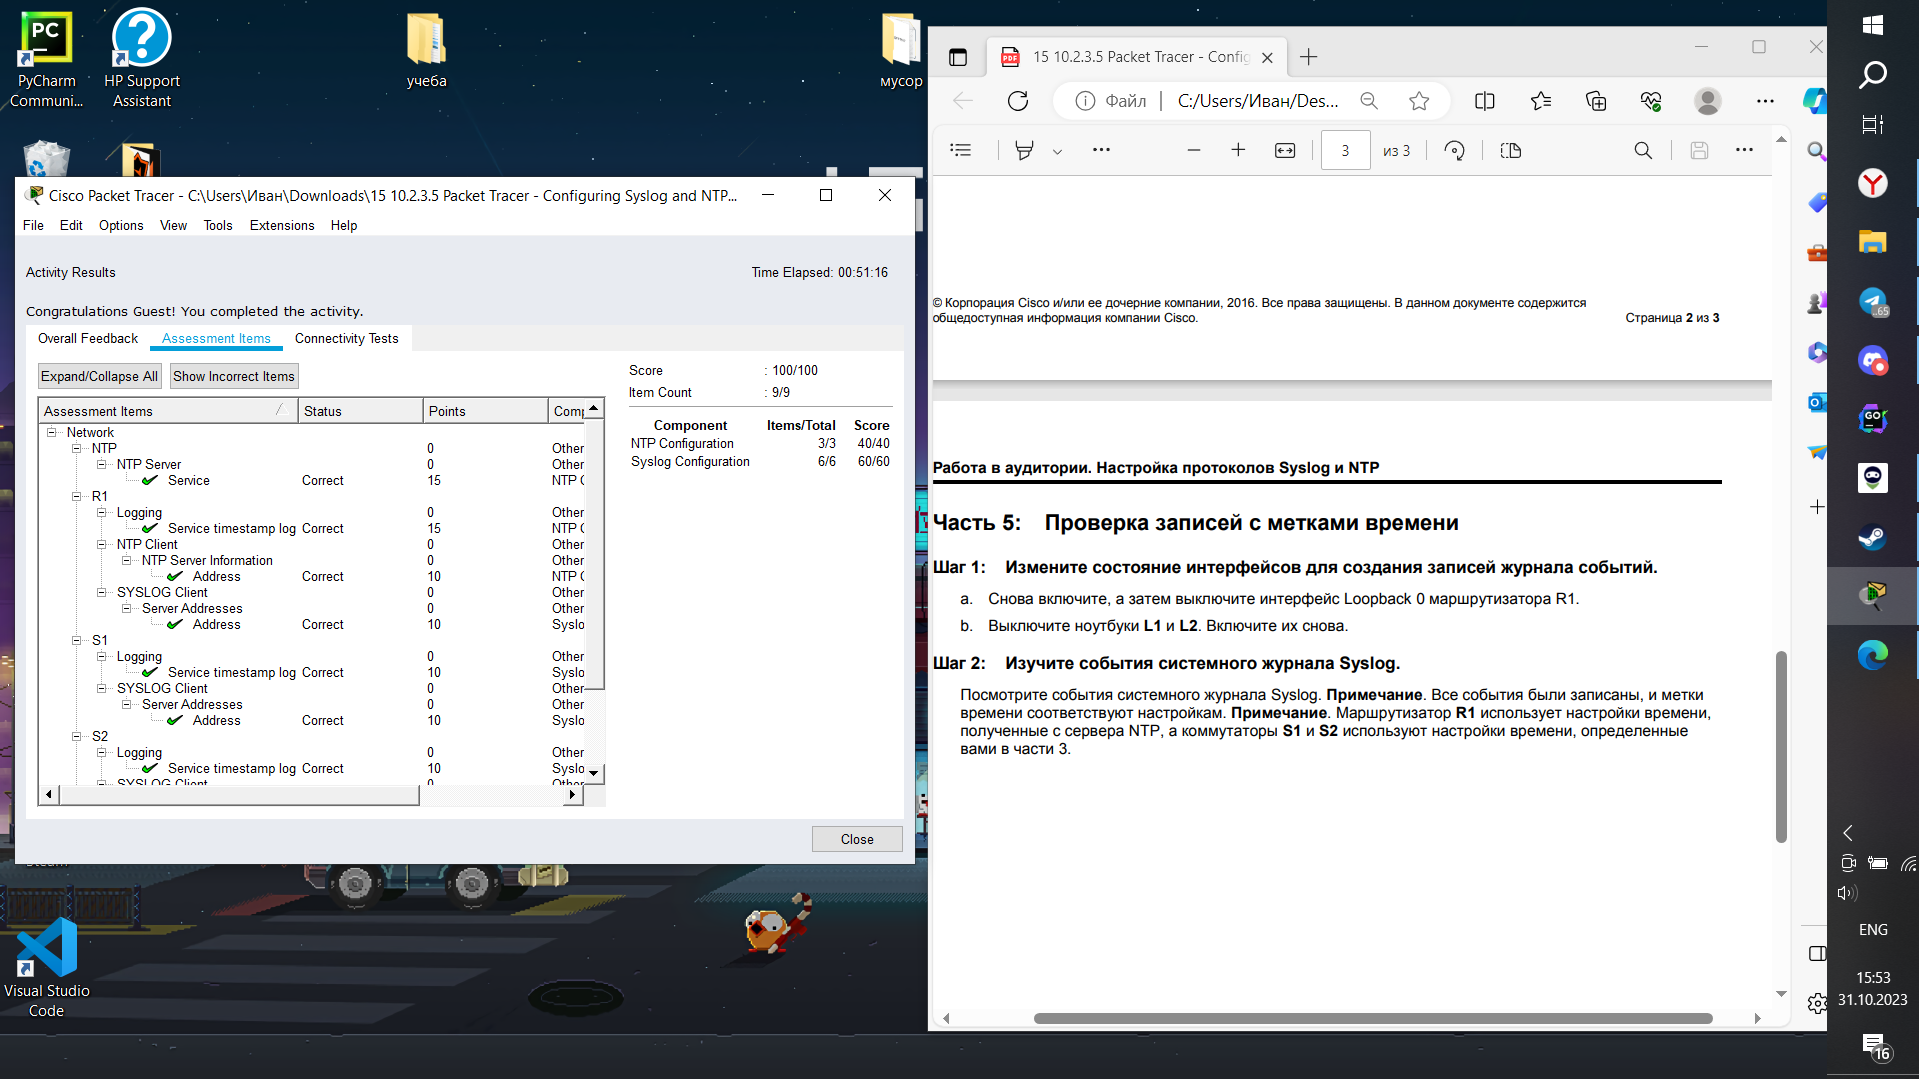 PyCharm
Communi...
HP Support
Assistant
учеба
мусор
Cisco Packet Tracer - C:\Users\Иван\Downloads\15 10.2.3.5 Packet Tracer - Configuring Syslog and NTP...
File Edit Options View Tools Extensions Help
Activity Results
Time Elapsed: 00:51:16
Congratulations Guest! You completed the activity.
Overall Feedback Assessment Items Connectivity Tests
Expand/Collapse All Show Incorrect Items
Assessment Items Status Points Comp
Network
NTP 0 Other
NTP Server 0 Other
Service Correct 15 NTP C
R1 0 Other
Logging 0 Other
Service timestamp log Correct 15 NTP C
NTP Client 0 Other
NTP Server Information 0 Other
Address Correct 10 NTP C
SYSLOG Client 0 Other
Server Addresses 0 Other
Address Correct 10 Syslo
S1 0 Other
Logging 0 Other
Service timestamp log Correct 10 Syslo
SYSLOG Client 0 Other
Server Addresses 0 Other
Address Correct 10 Syslo
S2 0 Other
Logging 0 Other
Service timestamp log Correct 10 Syslo
SYSLOG Client 0 Other
Score : 100/100
Item Count : 9/9
Component Items/Total Score
NTP Configuration 3/3 40/40
Syslog Configuration 6/6 60/60
Close
Visual Studio
Code
15 10.2.3.5 Packet Tracer - Config
Файл C:/Users/Иван/Des...
3 из 3
© Корпорация Cisco и/или ее дочерние компании, 2016. Все права защищены. В данном документе содержится
общедоступная информация компании Cisco.
Страница 2 из 3
Работа в аудитории. Настройка протоколов Syslog и NTP
Часть 5: Проверка записей с метками времени
Шаг 1: Измените состояние интерфейсов для создания записей журнала событий.
a. Снова включите, а затем выключите интерфейс Loopback 0 маршрутизатора R1.
b. Выключите ноутбуки L1 и L2. Включите их снова.
Шаг 2: Изучите события системного журнала Syslog.
Посмотрите события системного журнала Syslog. Примечание. Все события были записаны, и метки
времени соответствуют настройкам. Примечание. Маршрутизатор R1 использует настройки времени,
полученные с сервера NTP, а коммутаторы S1 и S2 используют настройки времени, определенные
вами в части 3.
ENG
15:53
31.10.2023
16